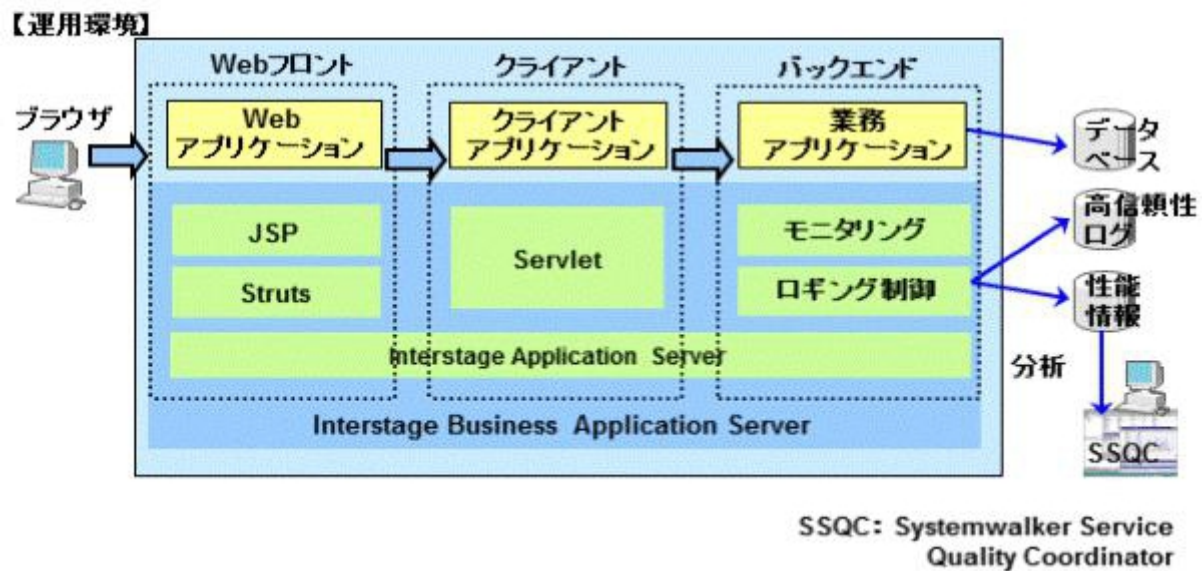 【運用環境】
Webフロント
クライアント
バックエンド
ブラウザ
Web
アプリケーション
クライアント
アプリケーション
業務
アプリケーション
データ
ベース
JSP
Struts
Servlet
モニタリング
ロギング制御
高信頼性
ログ
性能
情報
Interstage Application Server
分析
Interstage Business Application Server
SSQC
SSQC: Systemwalker Service
Quality Coordinator